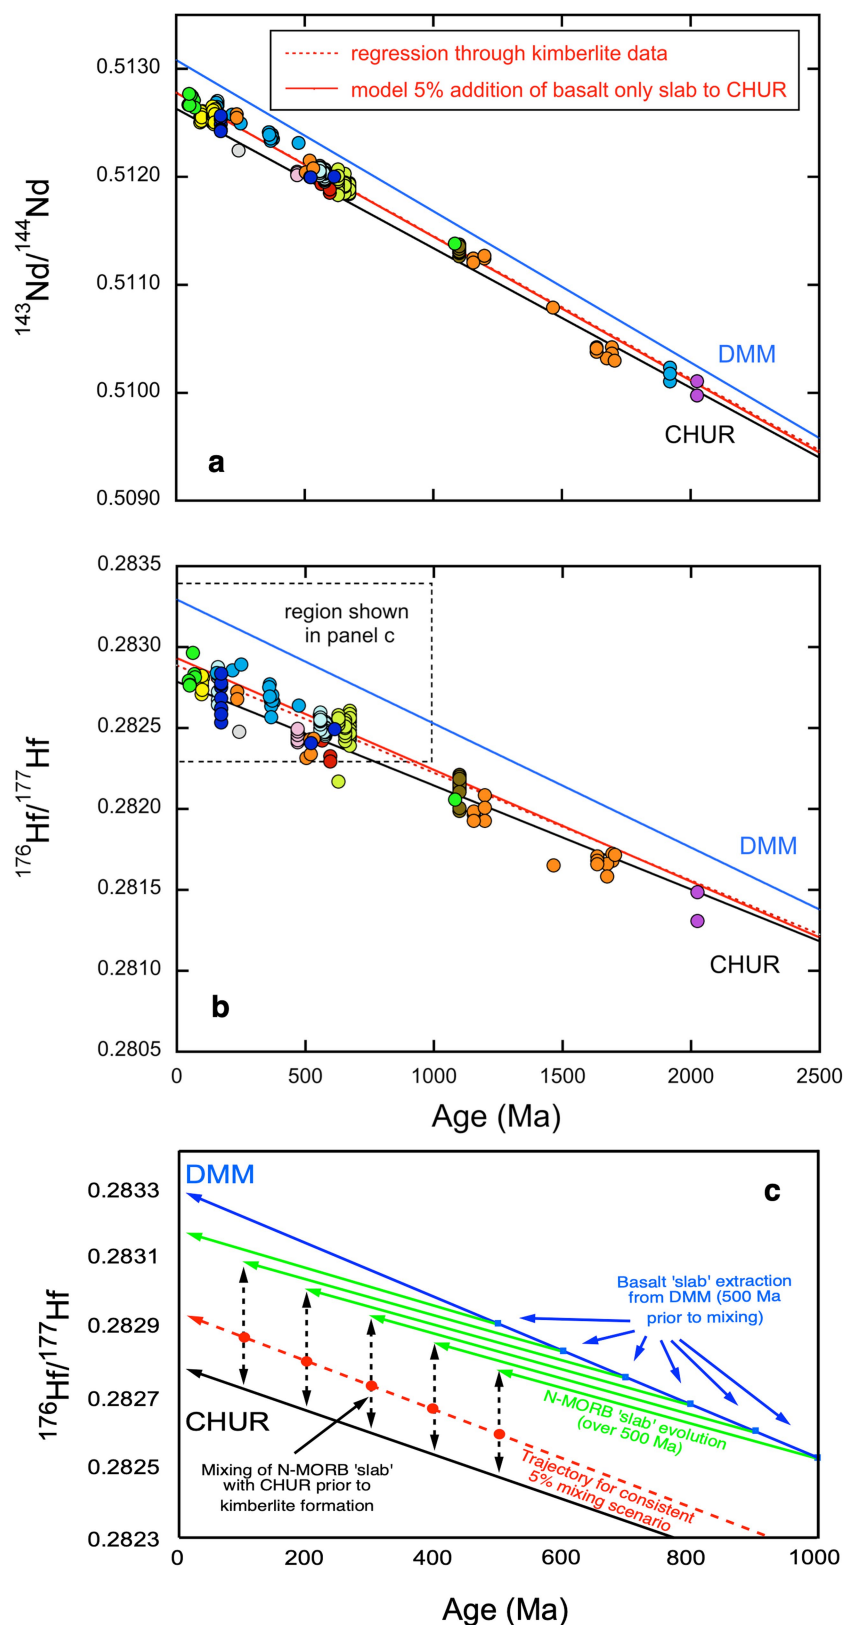 regression through kimberlite data
model 5% addition of basalt only slab to CHUR
0.5130
0.5120
0.5110
0.5100
0.5090
143Nd/144Nd
DMM
CHUR
a
0.2835
0.2830
0.2825
0.2820
0.2815
0.2810
0.2805
176Hf/177Hf
region shown
in panel c
DMM
CHUR
b
0 500 1000 1500 2000 2500
Age (Ma)
DMM
c
0.2833
0.2831
0.2829
0.2827
0.2825
0.2823
176Hf/177Hf
Basalt 'slab' extraction
from DMM (500 Ma
prior to mixing)
N-MORB 'slab' evolution
(over 500 Ma)
CHUR
Mixing of N-MORB 'slab'
with CHUR prior to
kimberlite formation
Trajectory for consistent
5% mixing scenario
0 200 400 600 800 1000
Age (Ma)